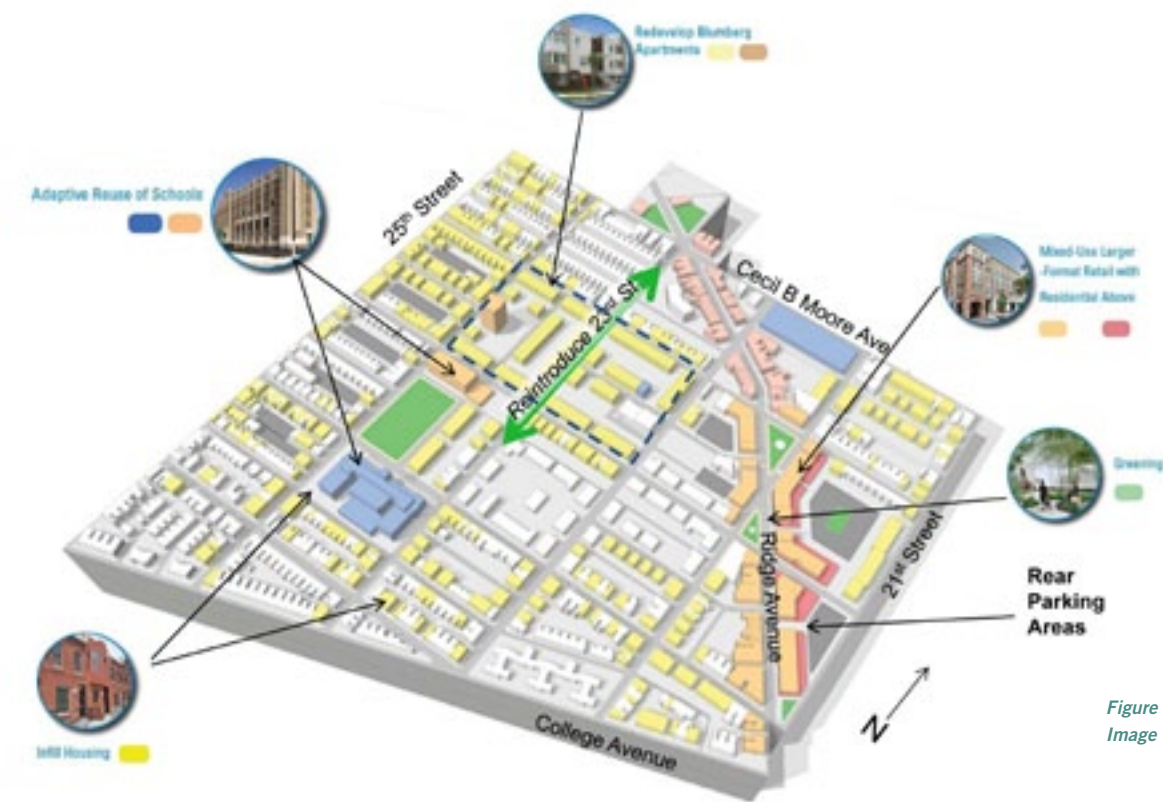 Redevelop Blumberg
Apartments
Adaptive Reuse of Schools
25th Street
Cecil B Moore Ave
Mixed-Use Larger
-Format Retail with
Residential Above
Reintroduce 23rd St
Greening
21st Street
Ridge Avenue
Rear
Parking
Areas
Infill Housing
College Avenue
N
Figure
Image